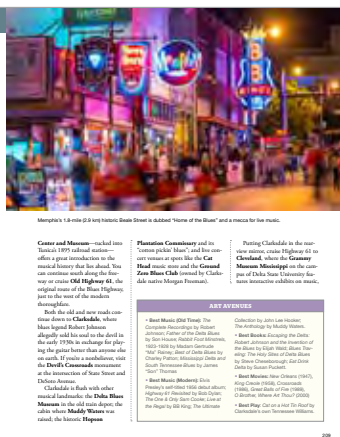 B
B
Memphis's 1.8-mile (2.9 km) historic Beale Street is dubbed "Home of the Blues" and a mecca for live music.
Center and Museum—tucked into
Tunica's 1895 railroad station—
offers a great introduction to the
musical history that lies ahead. You
can continue south along the free-
way or cruise Old Highway 61, the
original route of the Blues Highway,
just to the west of the modern
thoroughfare.
Both the old and new roads con-
tinue down to Clarksdale, where
blues legend Robert Johnson
allegedly sold his soul to the devil in
the early 1930s in exchange for play-
ing the guitar better than anyone else
on earth. If you're a nonbeliever, visit
the Devil's Crossroads monument
at the intersection of State Street and
DeSoto Avenue.
Clarksdale is flush with other
musical landmarks: the Delta Blues
Museum in the old train depot; the
cabin where Muddy Waters was
raised; the historic Hopson
Plantation Commissary and its
"cotton pickin' blues"; and live con-
cert venues at spots like the Cat
Head music store and the Ground
Zero Blues Club (owned by Clarks-
dale native Morgan Freeman).
Putting Clarksdale in the rear-
view mirror, cruise Highway 61 to
Cleveland, where the Grammy
Museum Mississippi on the cam-
pus of Delta State University fea-
tures interactive exhibits on music,
ART AVENUES
• Best Music (Old Time): The
Complete Recordings by Robert
Johnson; Father of the Delta Blues
by Son House; Rabbit Foot Minstrels,
1923-1928 by Madam Gertrude
"Ma" Rainey; Best of Delta Blues by
Charley Patton; Mississippi Delta and
South Tennessee Blues by James
"Son" Thomas
• Best Music (Modern): Elvis
Presley's self-titled 1956 debut album;
Highway 61 Revisited by Bob Dylan;
The One & Only Sam Cooke; Live at
the Regal by BB King; The Ultimate
Collection by John Lee Hooker;
The Anthology by Muddy Waters.
• Best Books: Escaping the Delta:
Robert Johnson and the Invention of
the Blues by Elijah Wald; Blues Trav-
eling: The Holy Sites of Delta Blues
by Steve Cheseborough; Eat Drink
Delta by Susan Puckett.
• Best Movies: New Orleans (1947),
King Creole (1958), Crossroads
(1986), Great Balls of Fire (1989),
O Brother, Where Art Thou? (2000)
• Best Play: Cat on a Hot Tin Roof by
Clarksdale's own Tennessee Williams.
209